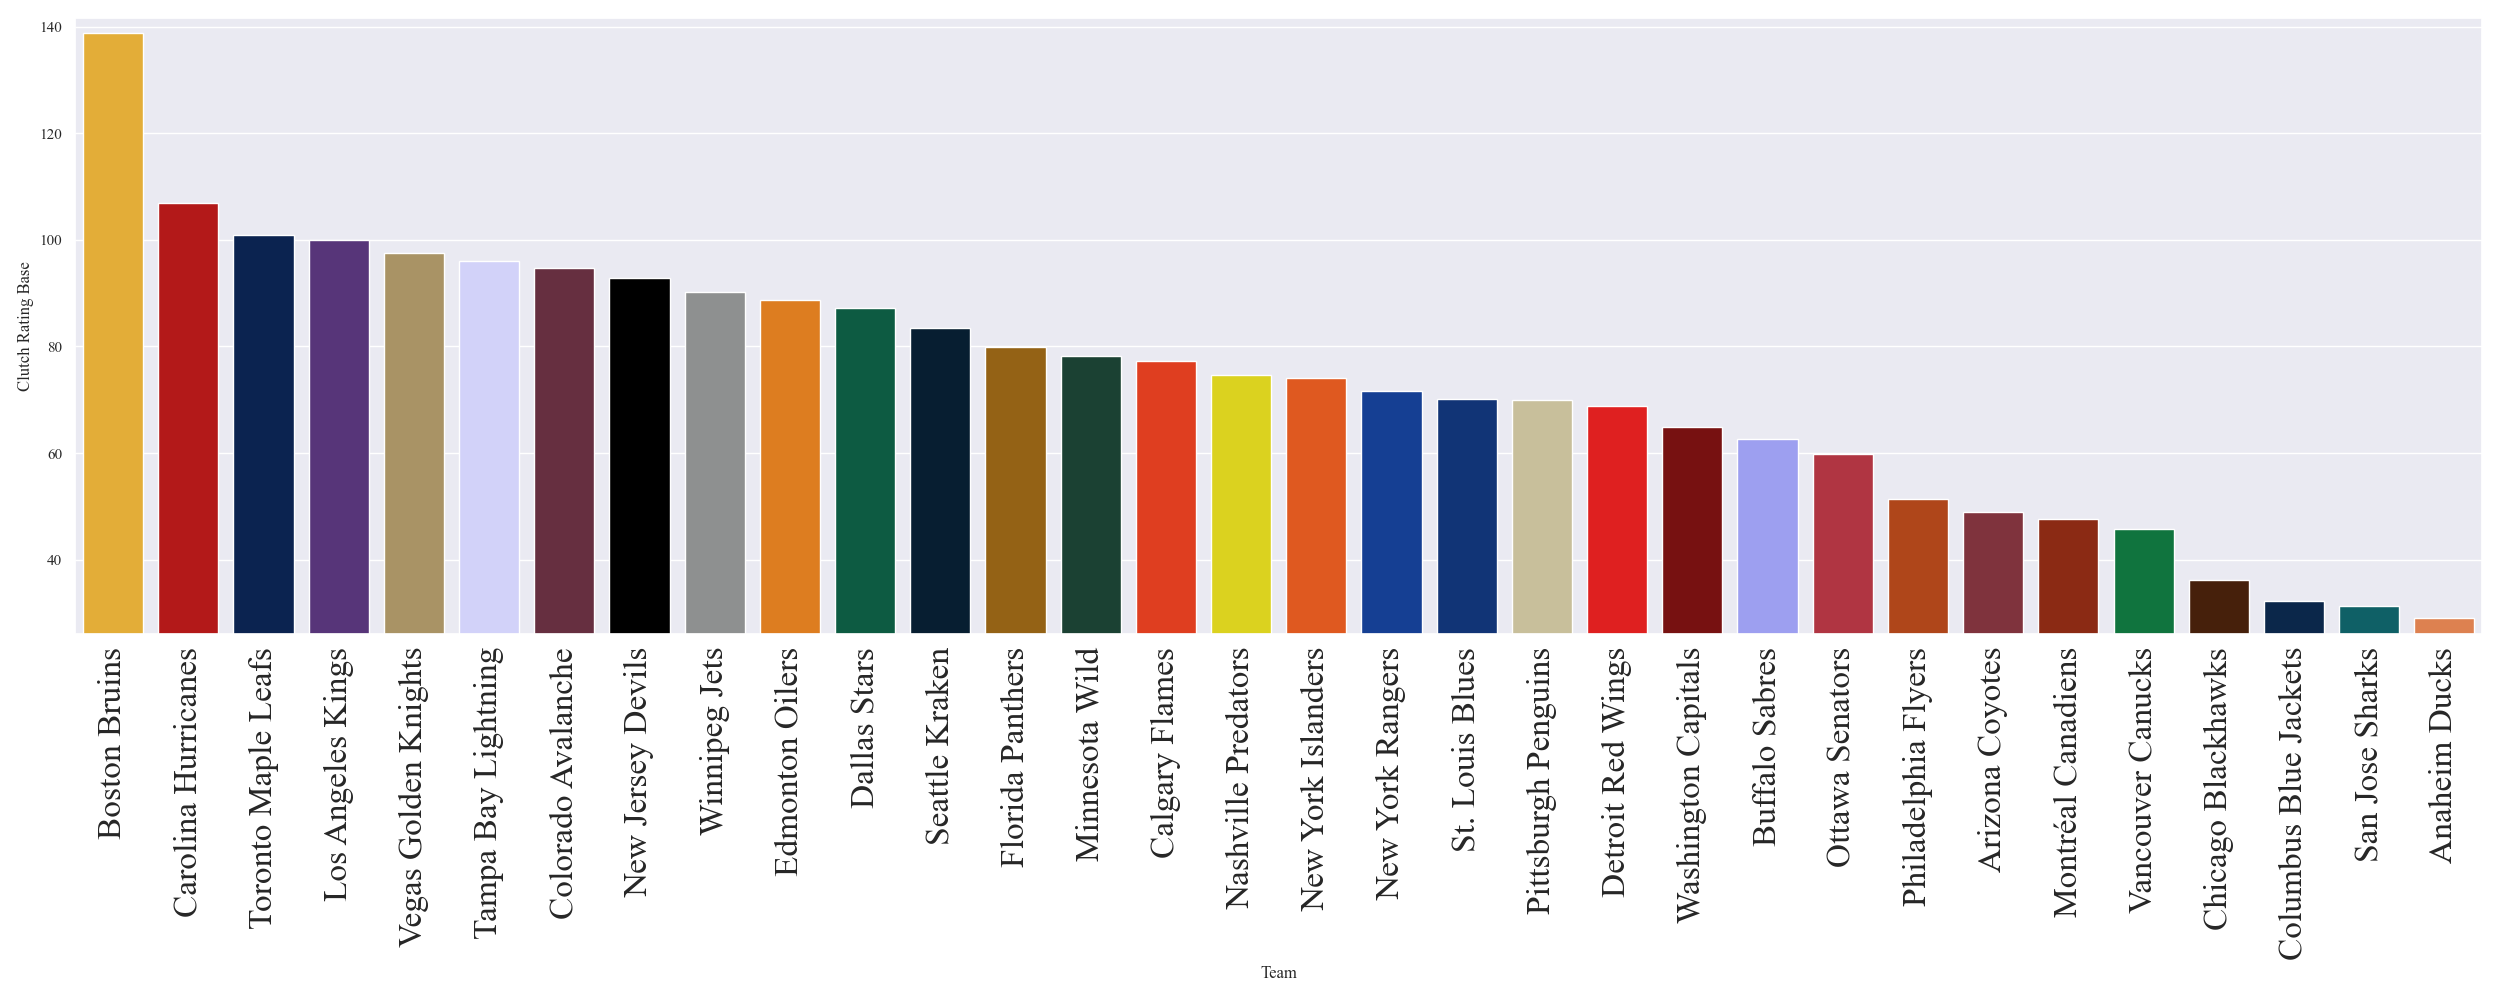 140
120
100
80
60
40
Clutch Rating Base
Boston Bruins
Carolina Hurricanes
Toronto Maple Leafs
Los Angeles Kings
Vegas Golden Knights
Tampa Bay Lightning
Colorado Avalanche
New Jersey Devils
Winnipeg Jets
Edmonton Oilers
Dallas Stars
Seattle Kraken
Florida Panthers
Minnesota Wild
Calgary Flames
Nashville Predators
New York Islanders
New York Rangers
St. Louis Blues
Pittsburgh Penguins
Detroit Red Wings
Washington Capitals
Buffalo Sabres
Ottawa Senators
Philadelphia Flyers
Arizona Coyotes
Montréal Canadiens
Vancouver Canucks
Chicago Blackhawks
Columbus Blue Jackets
San Jose Sharks
Anaheim Ducks
Team